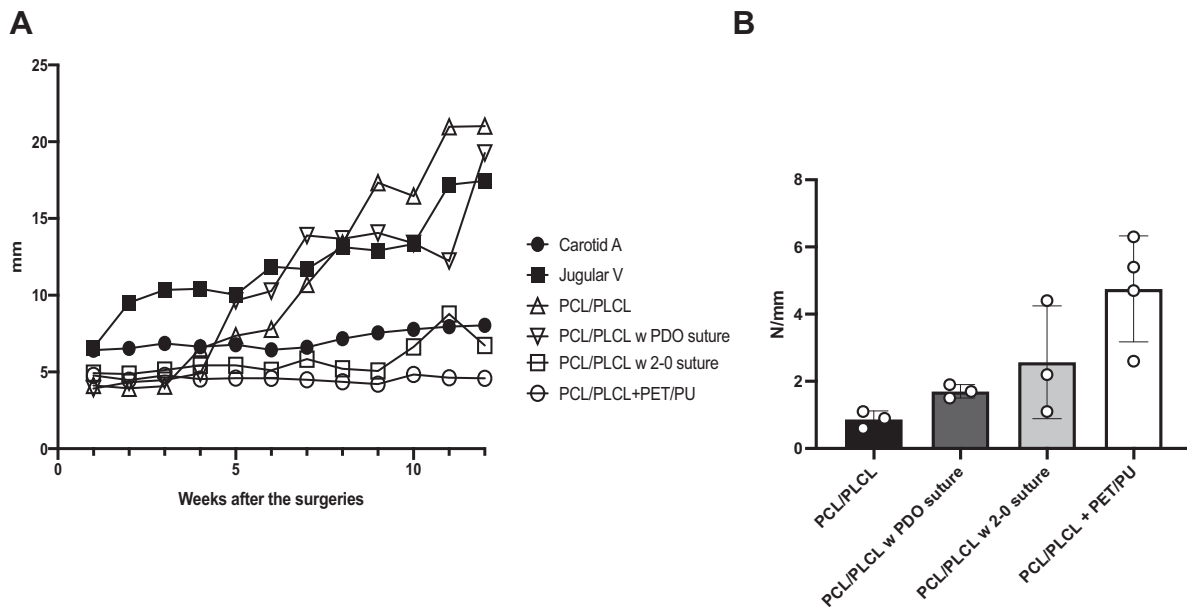 A
25
20
15
10
5
0
mm
0
5
10
Weeks after the surgeries
Carotid A
Jugular V
PCL/PLCL
PCL/PLCL w PDO suture
PCL/PLCL w 2-0 suture
PCL/PLCL+PET/PU
B
8
6
4
2
0
N/mm
PCL/PLCL
PCL/PLCL w PDO suture
PCL/PLCL w 2-0 suture
PCL/PLCL + PET/PU